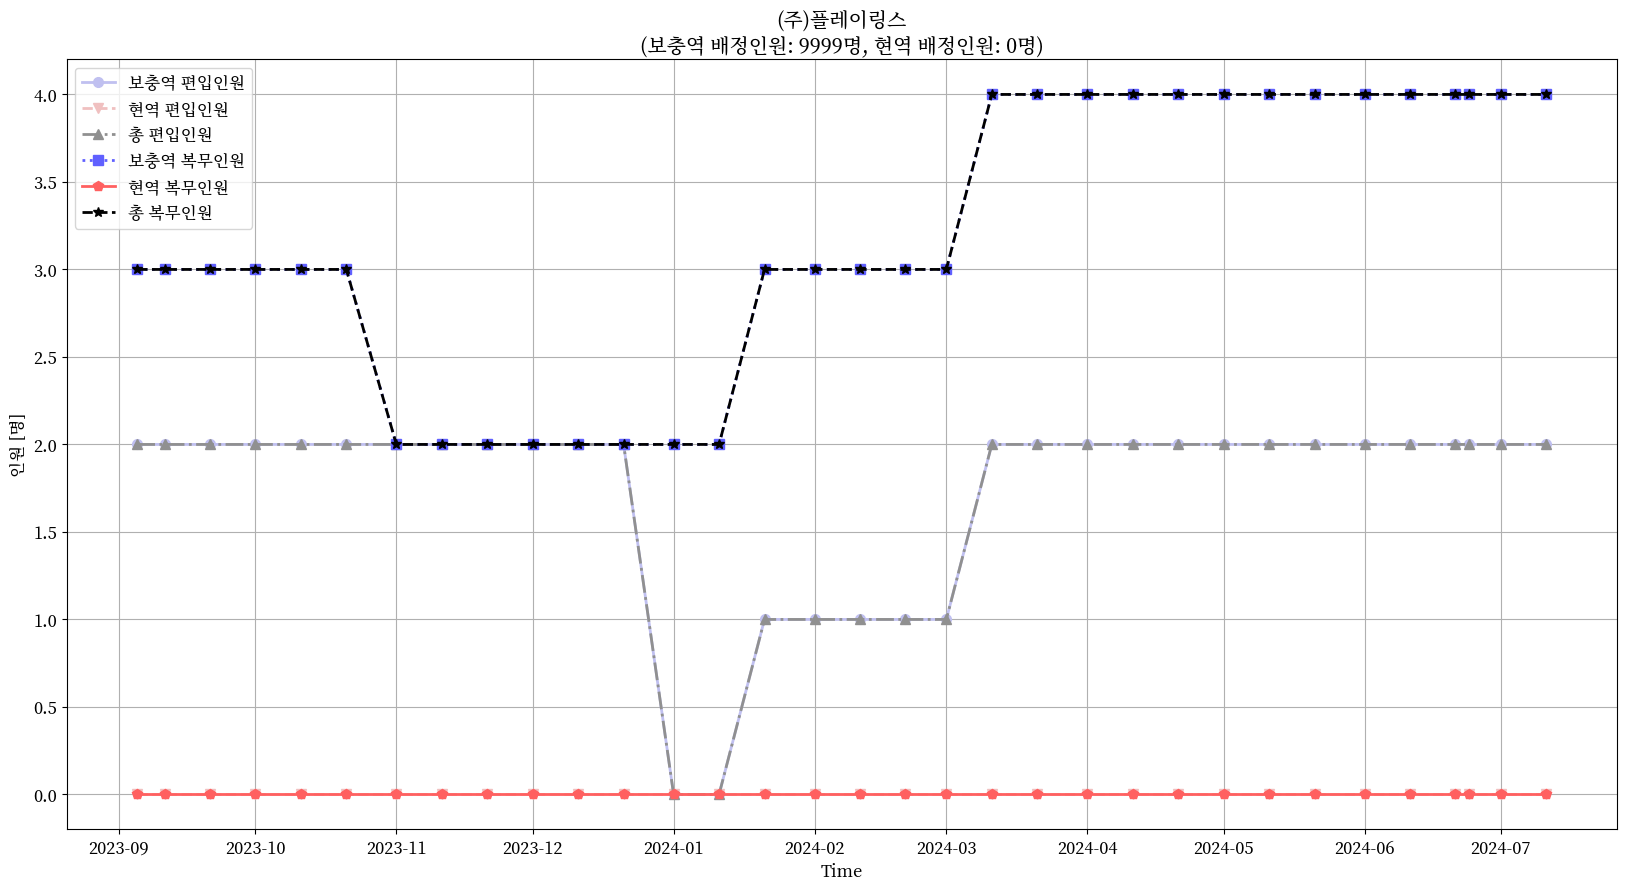 (주)플레이링스
(보충역 배정인원: 9999명, 현역 배정인원: 0명)
보충역 편입인원
현역 편입인원
총 편입인원
보충역 복무인원
현역 복무인원
총 복무인원
4.0
3.5
3.0
2.5
2.0
1.5
1.0
0.5
0.0
인원 [명]
2023-09 2023-10 2023-11 2023-12 2024-01 2024-02 2024-03 2024-04 2024-05 2024-06 2024-07
Time